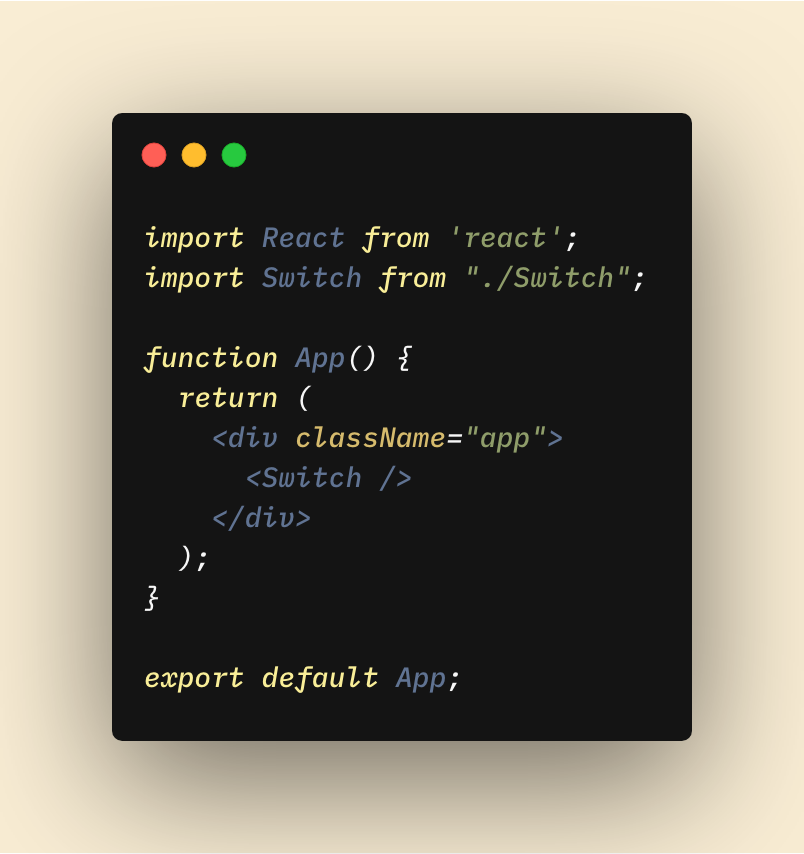 import React from 'react';
import Switch from "./Switch";

function App() {
  return (
    <div className="app">
      <Switch />
    </div>
  );
}

export default App;